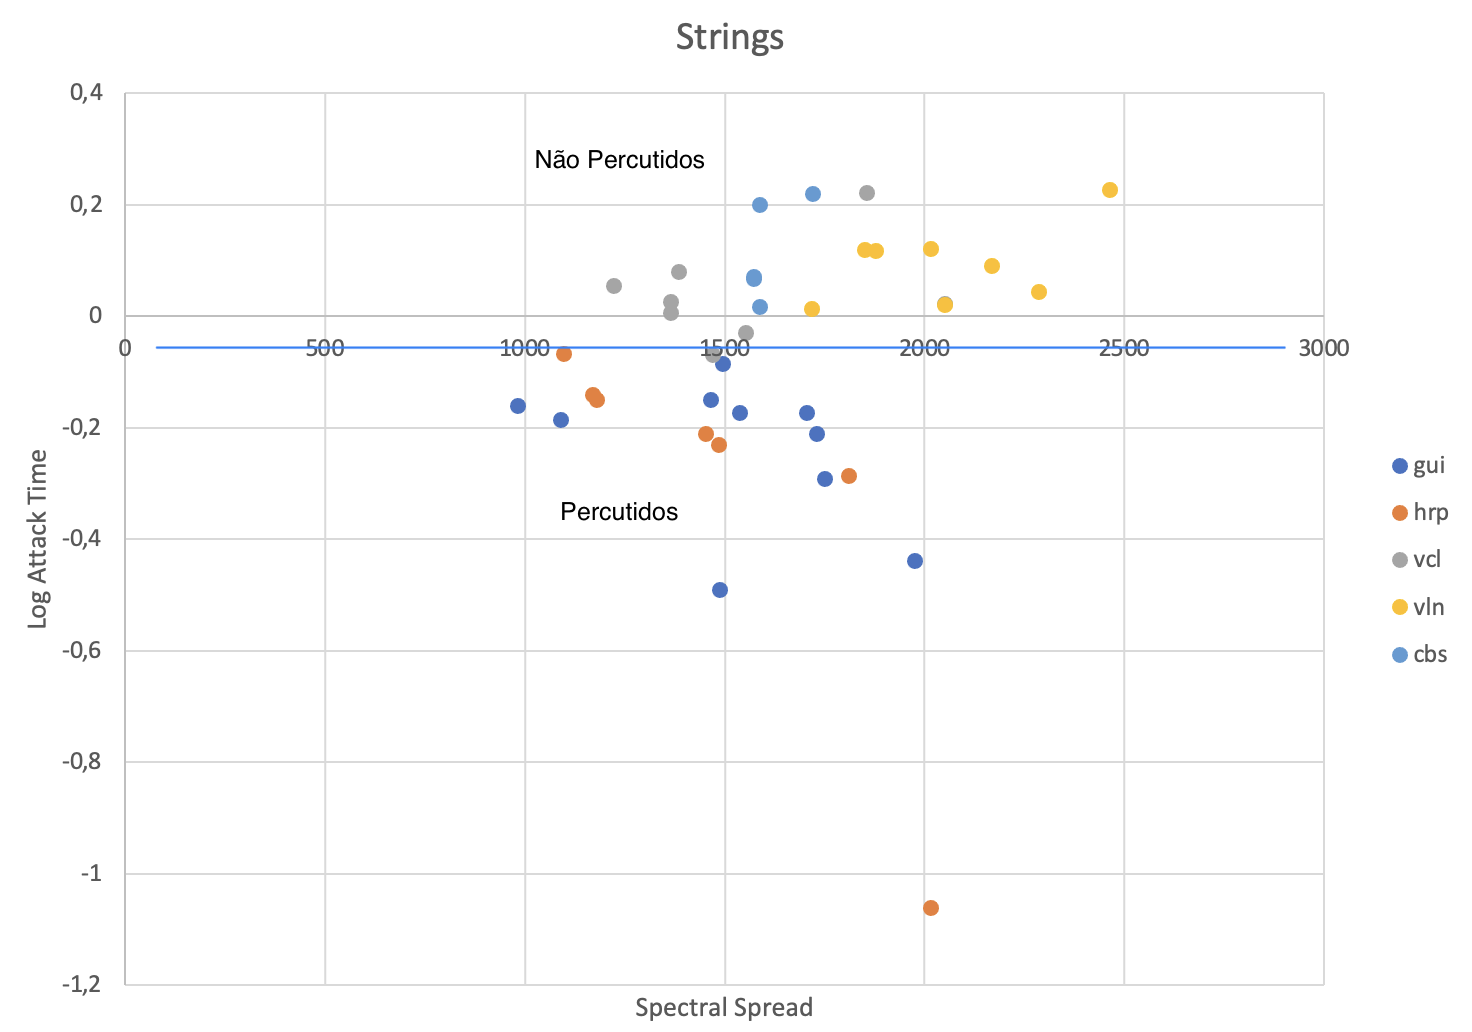 Strings
0,4
Não Percutidos
0,2
0
0 500 1000 1500 2000 2500 3000
-0,2
Log Attack Time
gui
Percutidos
hrp
-0,4
vcl
vln
-0,6
cbs
-0,8
-1
-1,2
Spectral Spread